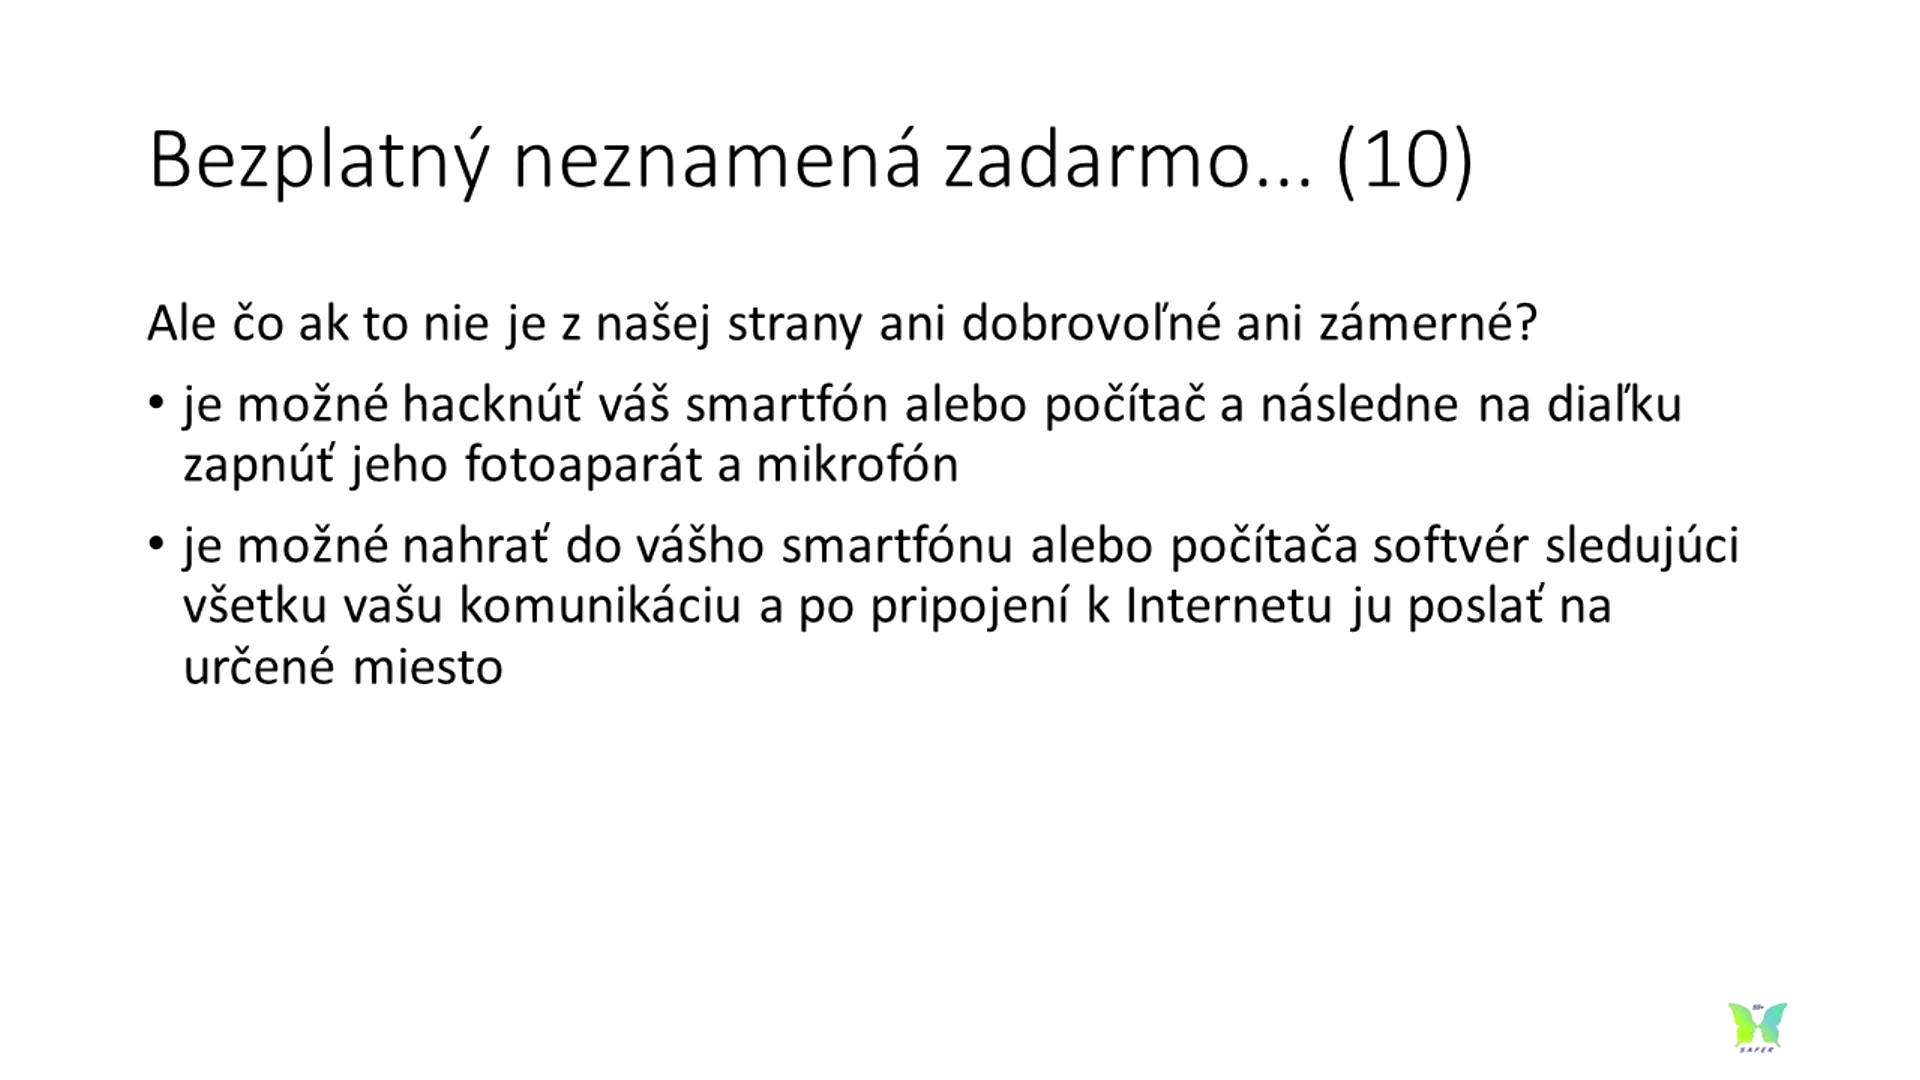 Bezplatný neznamená zadarmo... (10)
Ale čo ak to nie je z našej strany ani dobrovoľné ani zámerné?
• je možné hacknúť váš smartfón alebo počítač a následne na diaľku
zapnúť jeho fotoaparát a mikrofón
• je možné nahrať do vášho smartfónu alebo počítača softvér sledujúci
všetku vašu komunikáciu a po pripojení k Internetu ju poslať na
určené miesto
55+
SAFER